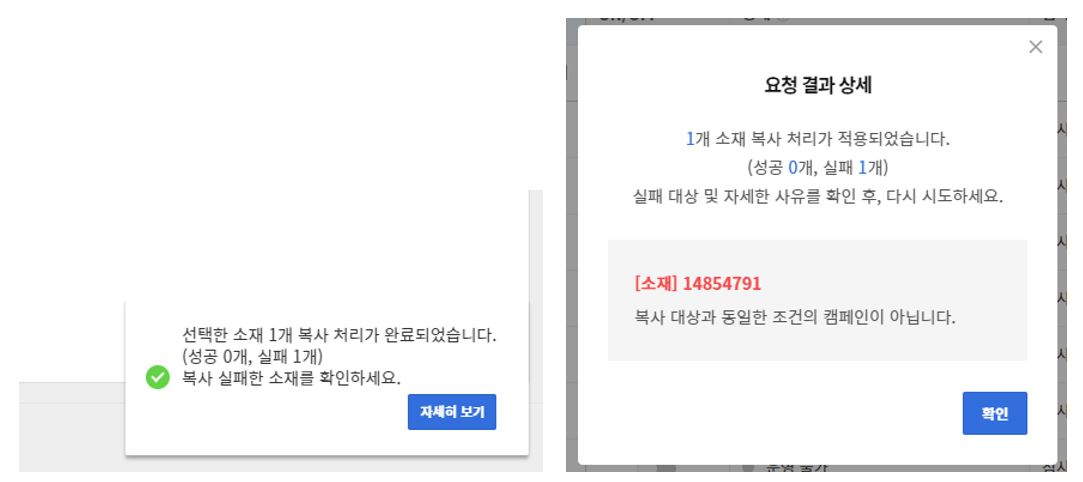 선택한 소재 1개 복사 처리가 완료되었습니다.
(성공 0개, 실패 1개)
복사 실패한 소재를 확인하세요.
자세히 보기
요청 결과 상세
1개 소재 복사 처리가 적용되었습니다.
(성공 0개, 실패 1개)
실패 대상 및 자세한 사유를 확인 후, 다시 시도하세요.
[소재] 14854791
복사 대상과 동일한 조건의 캠페인이 아닙니다.
확인
운영 불가